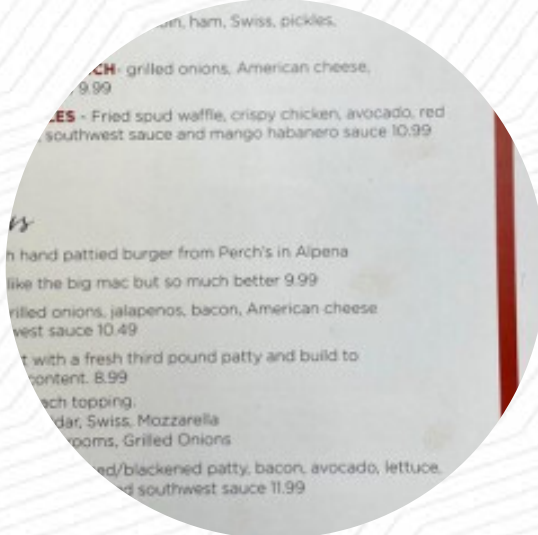 ham, Swiss, pickles,
CH- grilled onions, American cheese,
9.99
ES - Fried spud waffle, crispy chicken, avocado, red
southwest sauce and mango habanero sauce 10.99
hand pattied burger from Perch's in Alpena
like the big mac but so much better 9.99
rilled onions, jalapenos, bacon, American cheese
west sauce 10.49
t with a fresh third pound patty and build to
content. 8.99
ach topping:
dar, Swiss, Mozzarella
ooms, Grilled Onions
ed/blackened patty, bacon, avocado, lettuce,
southwest sauce 11.99